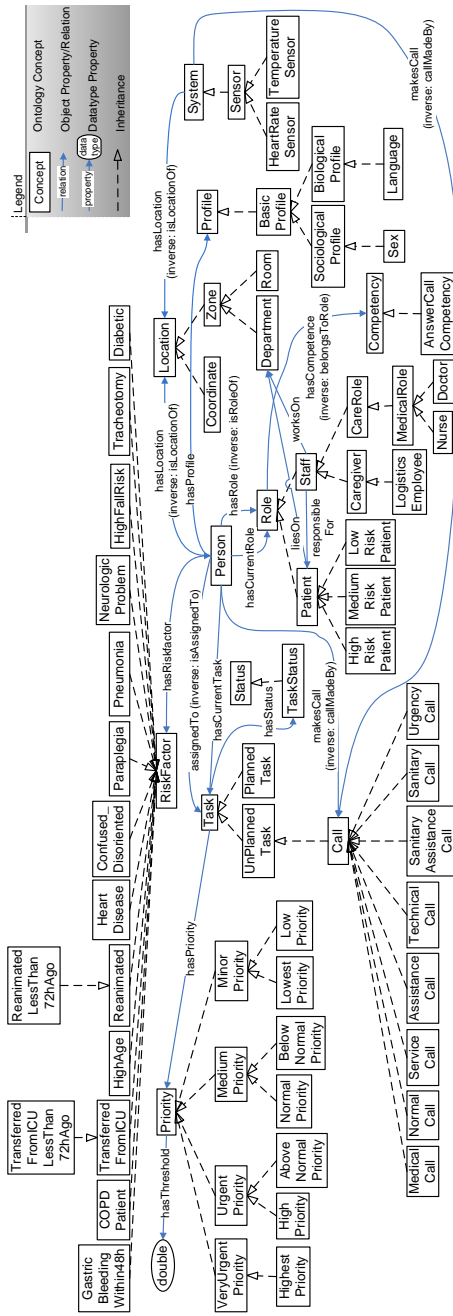 Legend
Concept
Ontology Concept
relation
Object Property/Relation
property
data
type
Datatype Property
Inheritance
Gastric
Bleeding
Within48h
COPD
Patient
Transferred
FromICU
LessThan
72hAgo
Transferred
FromICU
HighAge
Reanimated
LessThan
72hAgo
Reanimated
Heart
Disease
Confused_
Disoriented
Paraplegia
Pneumonia
Neurologic
Problem
HighFallRisk
Tracheotomy
Diabetic
RiskFactor
double
hasThreshold
Priority
hasPriority
VeryUrgent
Priority
Highest
Priority
Urgent
Priority
High
Priority
Above
Normal
Priority
Medium
Priority
Normal
Priority
Below
Normal
Priority
Minor
Priority
Lowest
Priority
Low
Priority
Task
UnPlanned
Task
Planned
Task
assignedTo (inverse: isAssignedTo)
hasCurrentTask
hasStatus
Status
TaskStatus
hasRiskfactor
Person
hasLocation
(inverse: isLocationOf)
hasProfile
hasRole (inverse: isRoleOf)
hasCurrentRole
makesCall
(inverse: callMadeBy)
Location
Coordinate
Zone
Department
Room
hasLocation
(inverse: isLocationOf)
System
Sensor
HeartRate
Sensor
Temperature
Sensor
Profile
Basic
Profile
Sociological
Profile
Biological
Profile
Sex
Language
Role
Staff
worksOn
liesOn
responsible
For
Patient
High
Risk
Patient
Medium
Risk
Patient
Low
Risk
Patient
Caregiver
Logistics
Employee
CareRole
MedicalRole
Nurse
Doctor
hasCompetence
(inverse: belongsToRole)
Competency
AnswerCall
Competency
makesCall
(inverse: callMadeBy)
Call
Medical
Call
Normal
Call
Service
Call
Assistance
Call
Technical
Call
Sanitary
Assistance
Call
Sanitary
Call
Urgency
Call